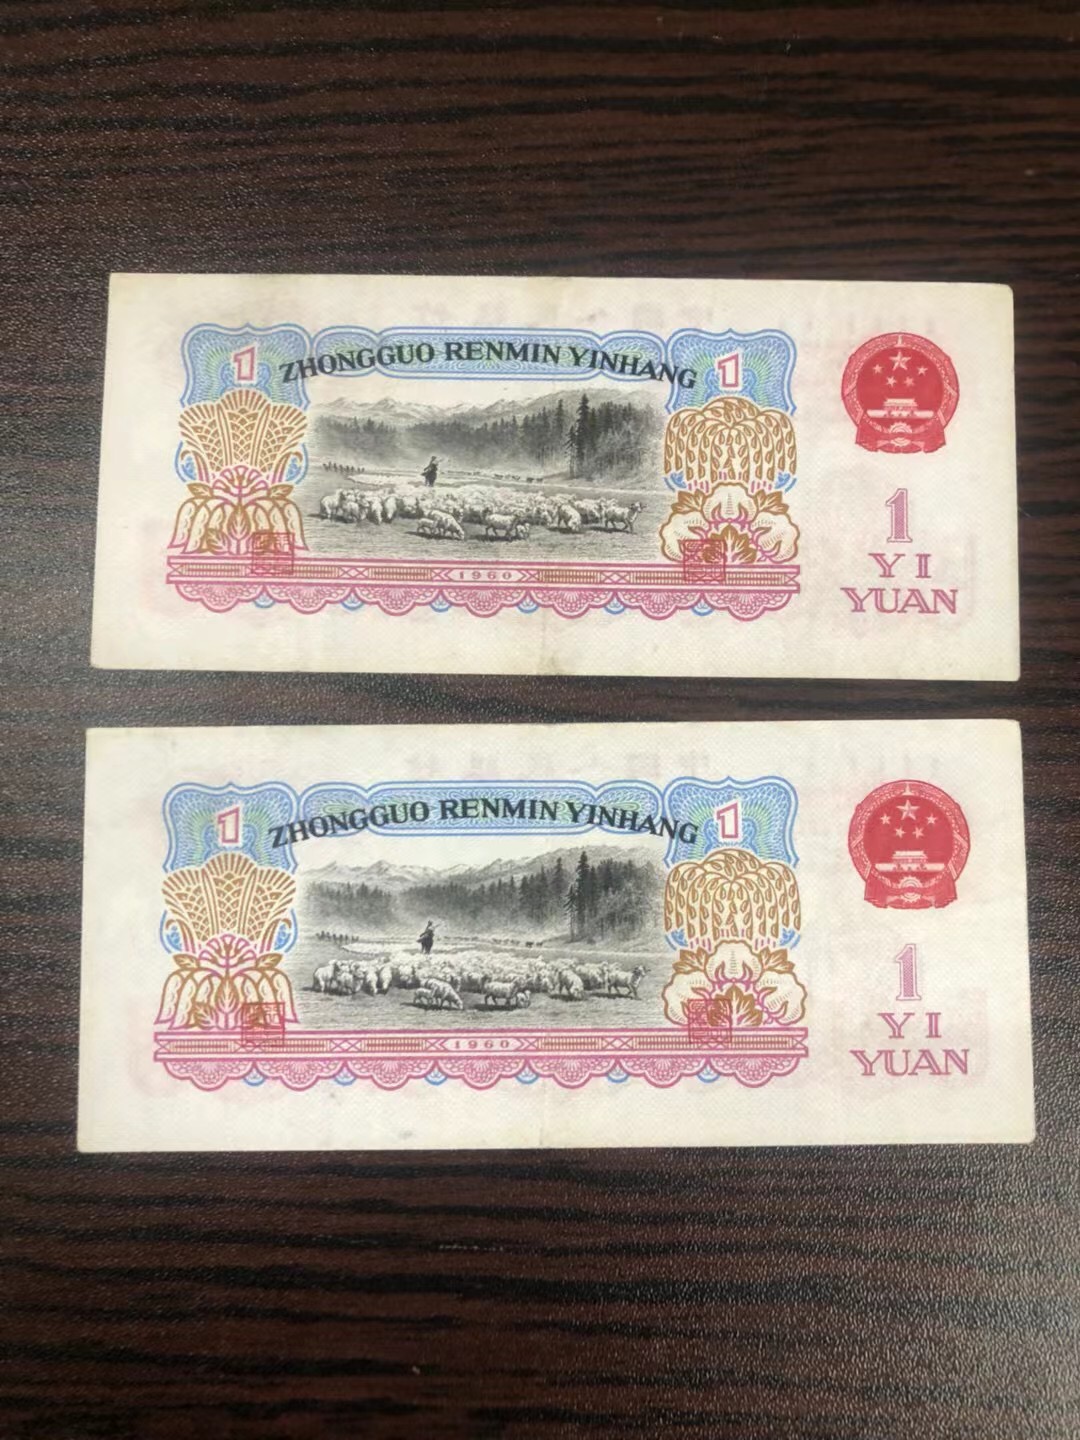 1 ZHONGGUO RENMIN YINHANG 1
1960
1
YI
YUAN
1 ZHONGGUO RENMIN YINHANG 1
1960
1
YI
YUAN